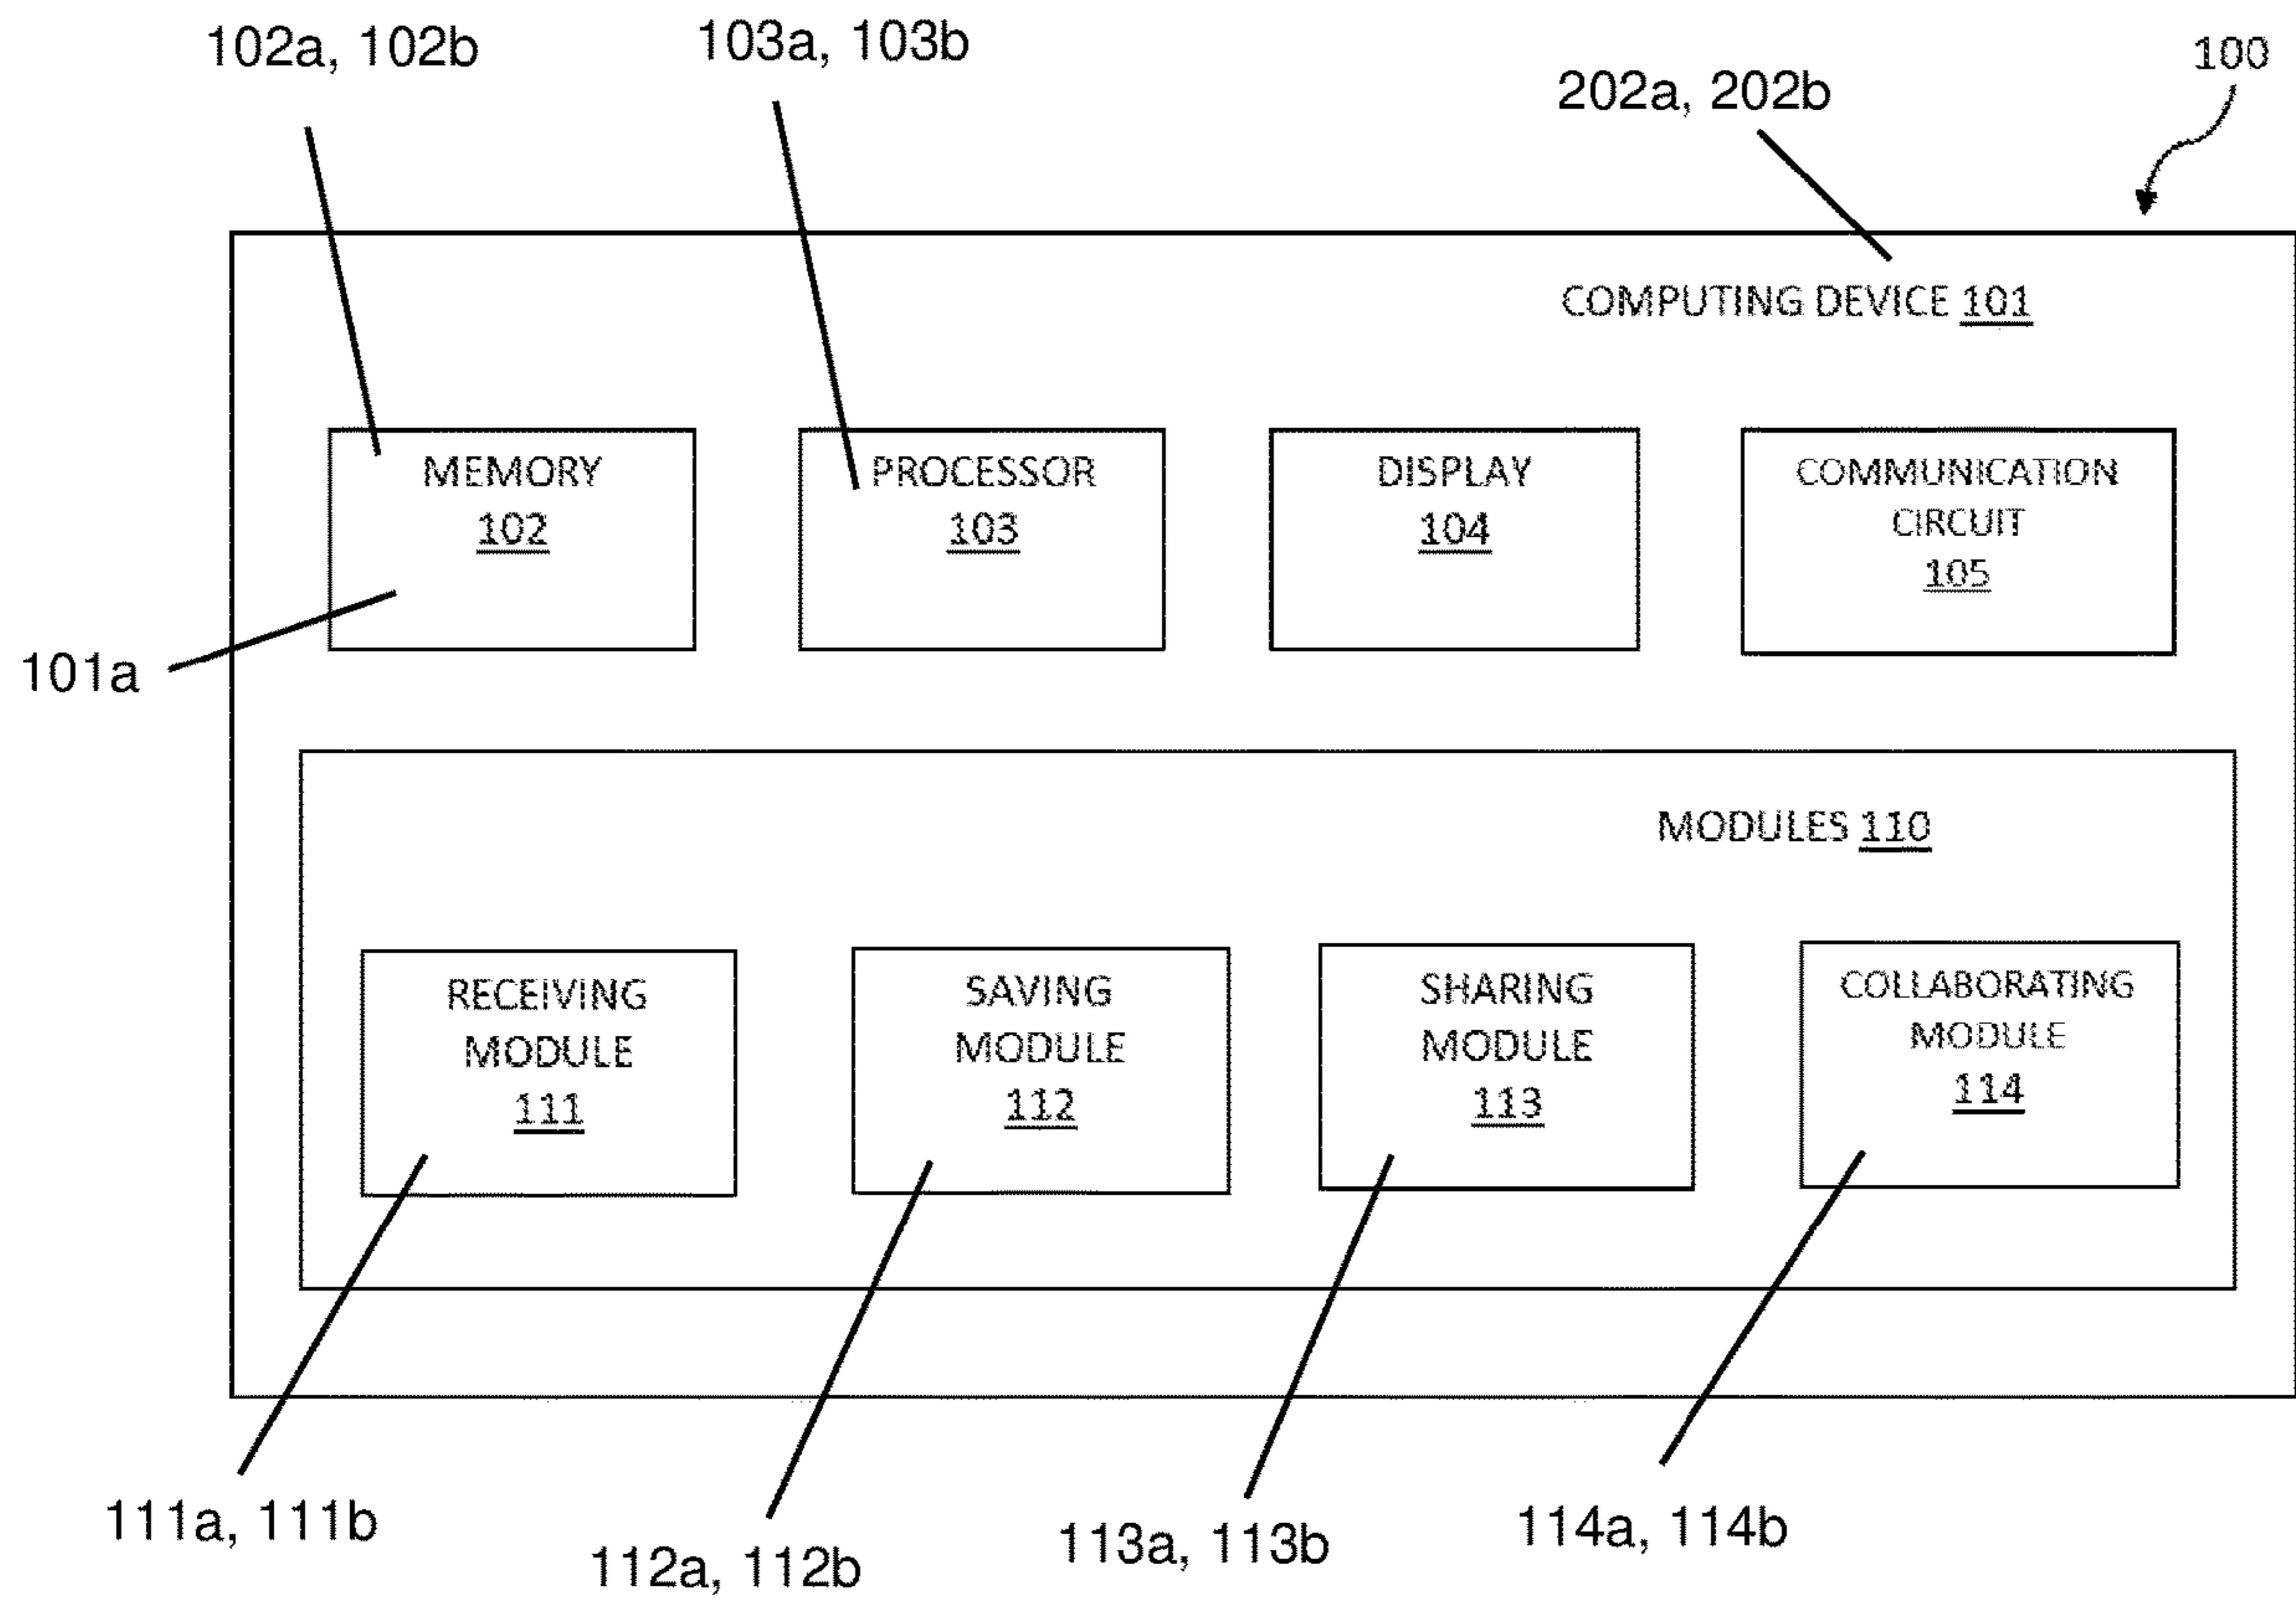 102a, 102b
103a, 103b
202a, 202b
100
COMPUTING DEVICE 101
MEMORY
102
PROCESSOR
103
DISPLAY
104
COMMUNICATION
CIRCUIT
105
101a
MODULES 110
RECEIVING
MODULE
111
SAVING
MODULE
112
SHARING
MODULE
113
COLLABORATING
MODULE
114
111a, 111b
112a, 112b
113a, 113b
114a, 114b